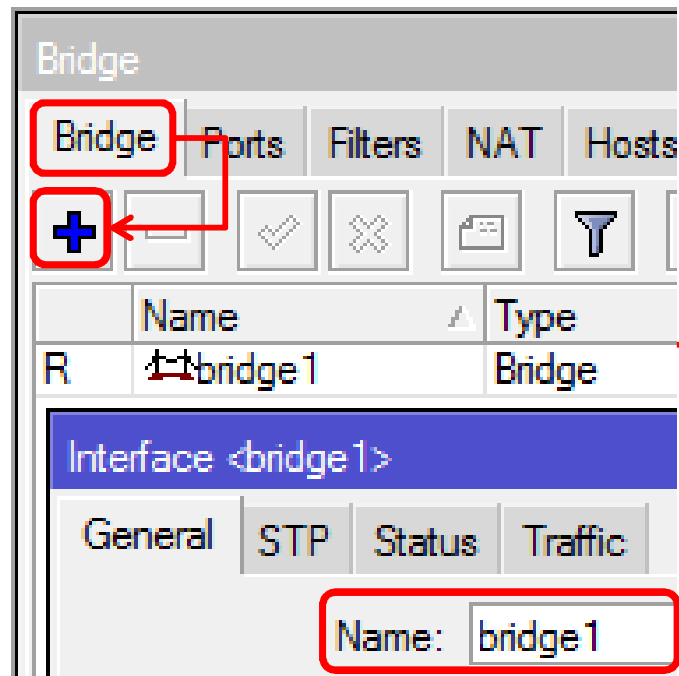 Bridge
Bridge Ports Filters NAT Hosts
Name Type
R bridge1 Bridge
Interface <bridge1>
General STP Status Traffic
Name: bridge1